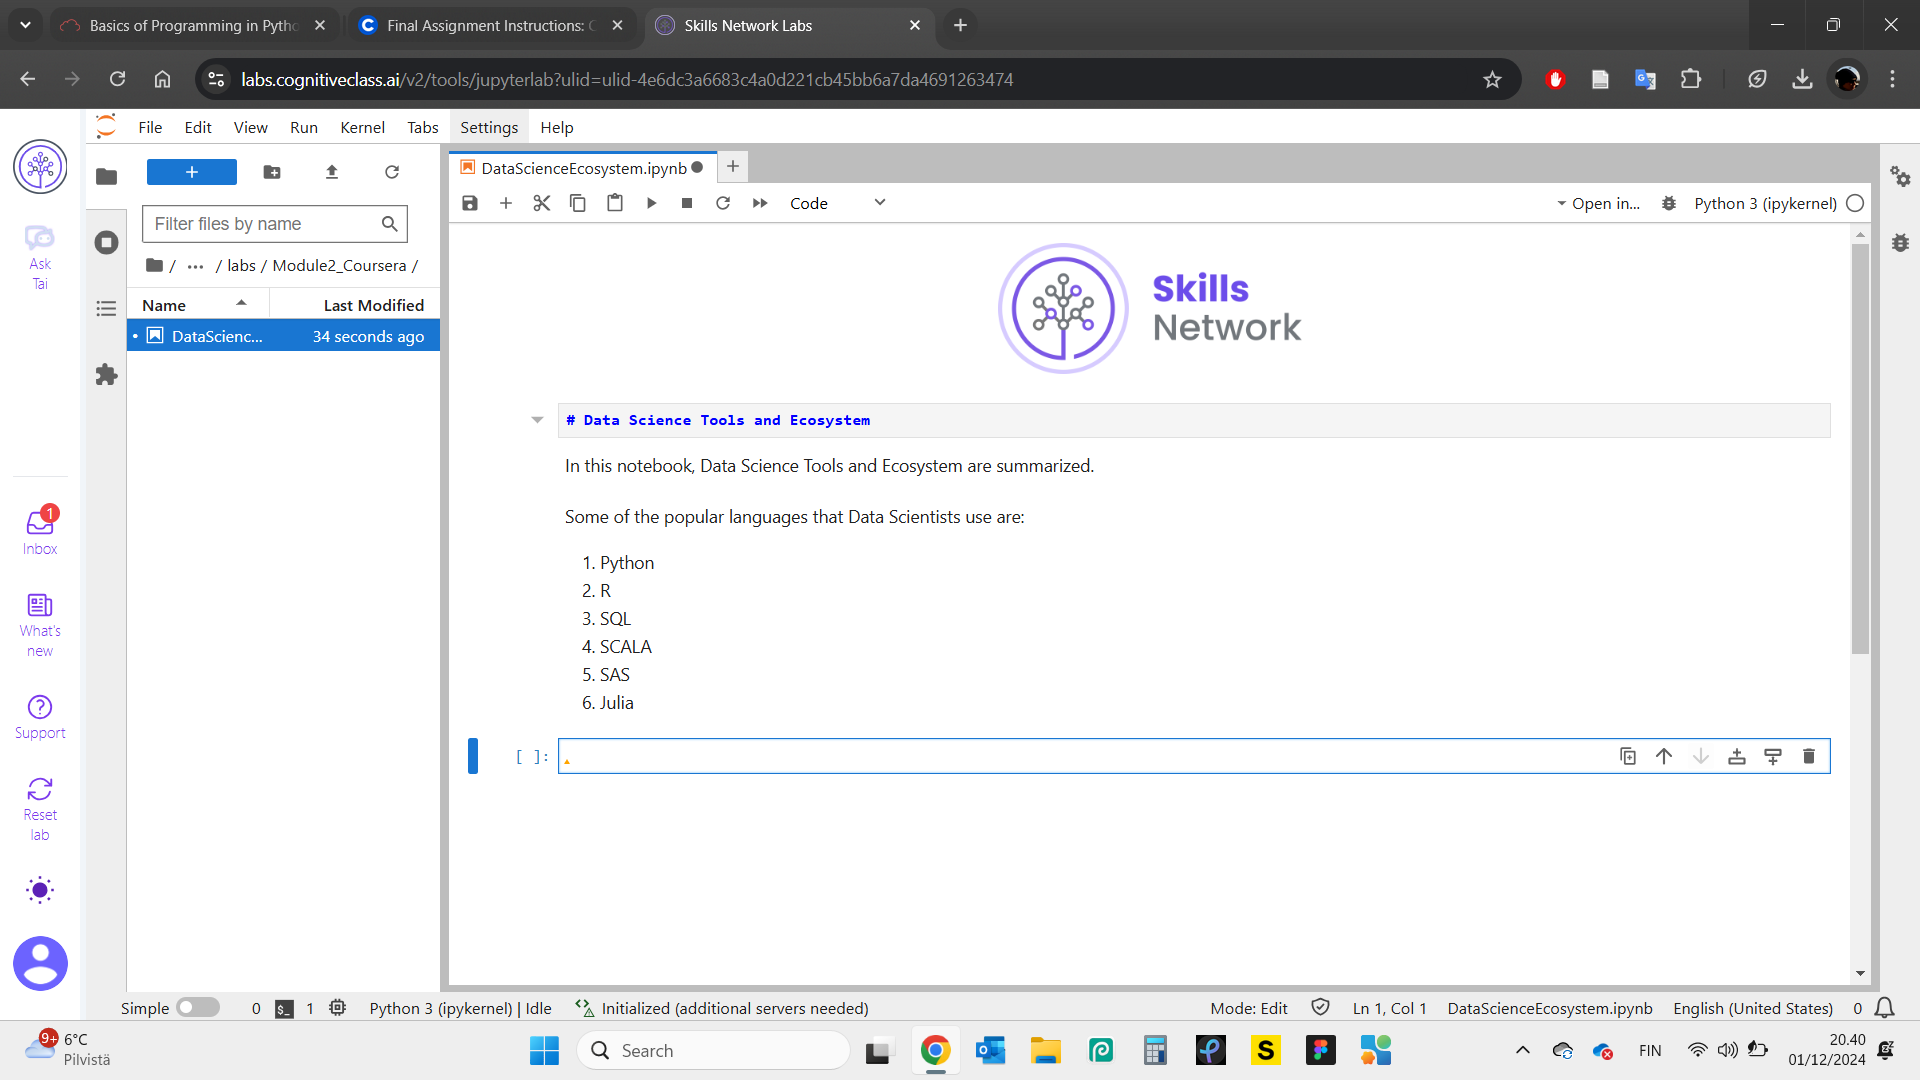 Basics of Programming in Pytho
Final Assignment Instructions: C
Skills Network Labs
labs.cognitiveclass.ai/v2/tools/jupyterlab?ulid=ulid-4e6dc3a6683c4a0d221cb45bb6a7da4691263474
File Edit View Run Kernel Tabs Settings Help
Ask
Tai
Inbox
1
What's
new
Support
Reset
lab
Filter files by name
/ ... / labs / Module2_Coursera /
Name Last Modified
DataScienc... 34 seconds ago
DataScienceEcosystem.ipynb
Code
Open in...
Python 3 (ipykernel)
Skills
Network
# Data Science Tools and Ecosystem
In this notebook, Data Science Tools and Ecosystem are summarized.
Some of the popular languages that Data Scientists use are:
1. Python
2. R
3. SQL
4. SCALA
5. SAS
6. Julia
[ ]:
Simple 0 $_ 1 Python 3 (ipykernel) | Idle Initialized (additional servers needed) Mode: Edit Ln 1, Col 1 DataScienceEcosystem.ipynb English (United States) 0
9+
6°C
Pilvistä
Search
S
FIN
20.40
01/12/2024